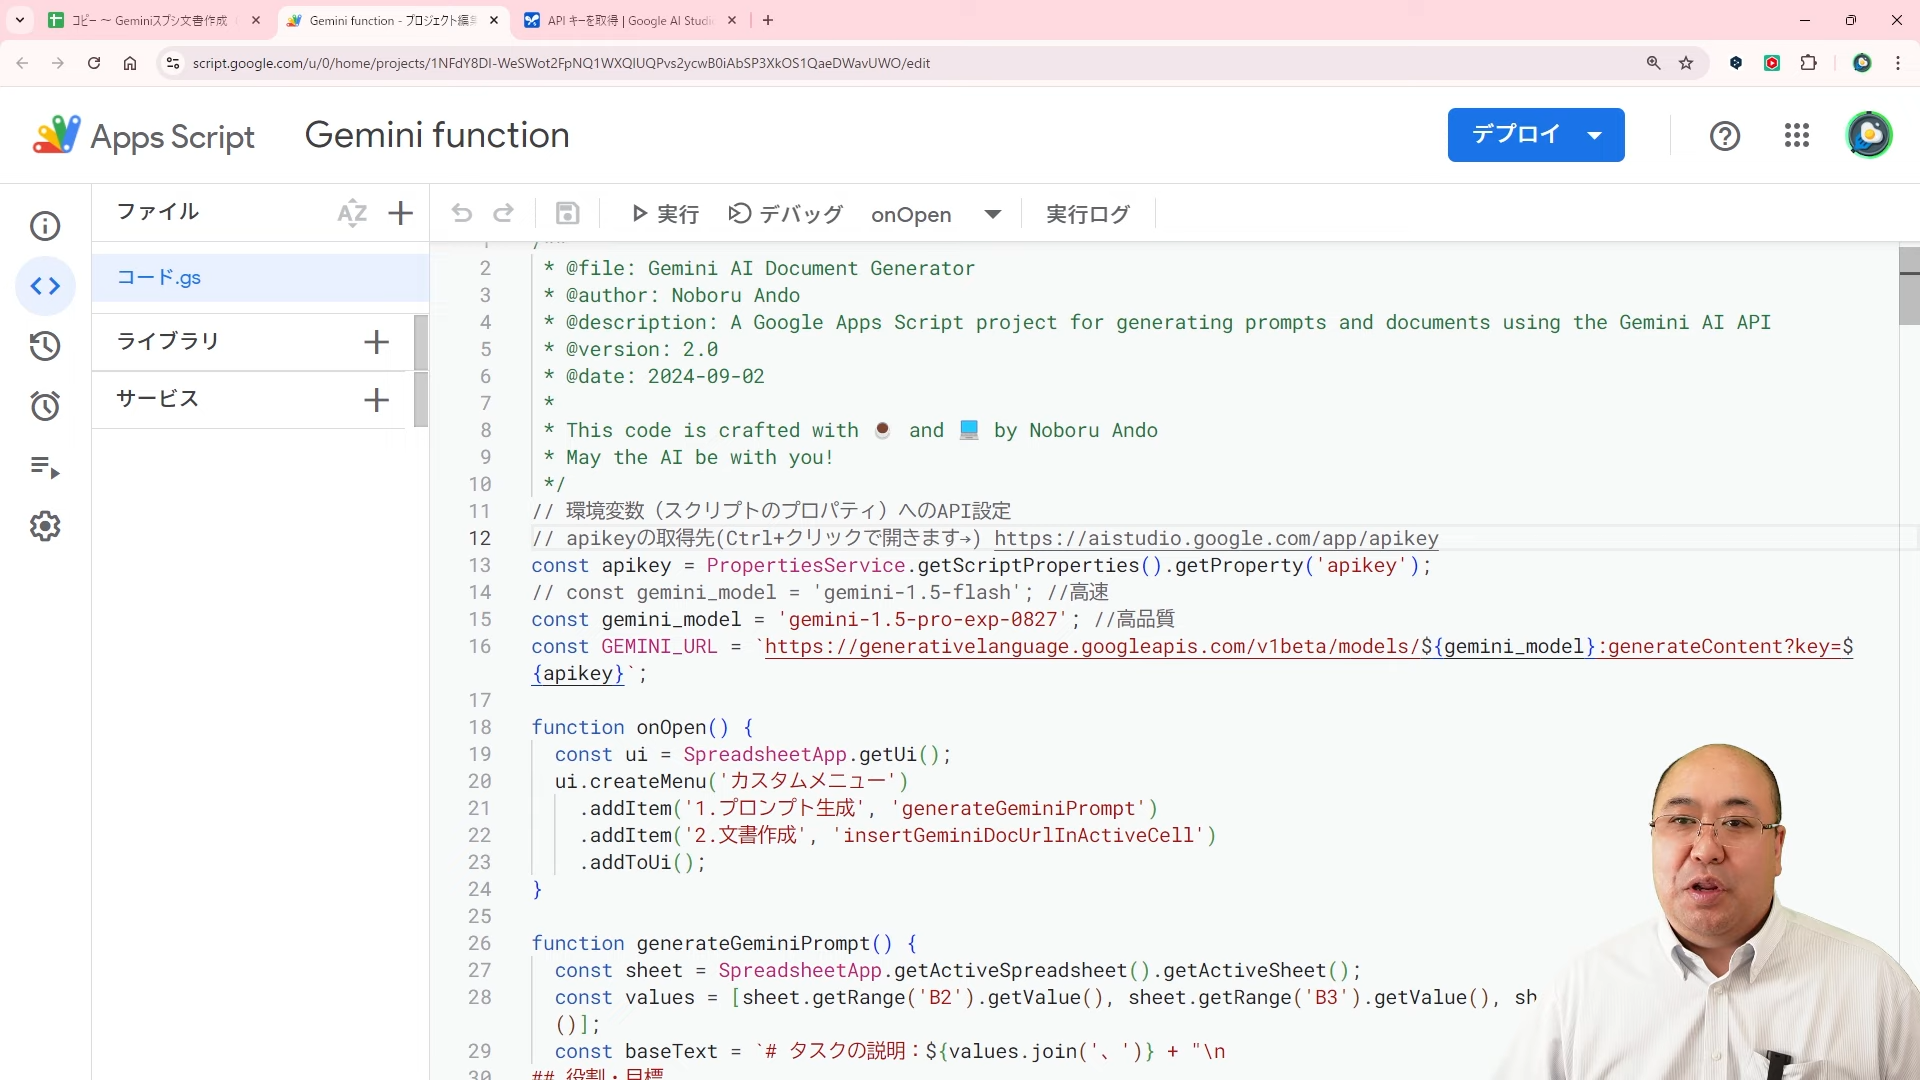 コピー ～ Geminiスプシ文書作成
Gemini function - プロジェクト編集
API キーを取得 | Google AI Studi
script.google.com/u/0/home/projects/1NFdY8DI-WeSWot2FpNQ1WXQIUQPvs2ycwB0iAbSP3XkOS1QaeDWavUWO/edit
Apps Script
Gemini function
デプロイ
ファイル
AZ
実行
デバッグ
onOpen
実行ログ
コード.gs
ライブラリ
サービス
1 /**
2 * @file: Gemini AI Document Generator
3 * @author: Noboru Ando
4 * @description: A Google Apps Script project for generating prompts and documents using the Gemini AI API
5 * @version: 2.0
6 * @date: 2024-09-02
7 *
8 * This code is crafted with ☕ and 💻 by Noboru Ando
9 * May the AI be with you!
10 */
11 // 環境変数（スクリプトのプロパティ）へのAPI設定
12 // apikeyの取得先(Ctrl+クリックで開きます→) https://aistudio.google.com/app/apikey
13 const apikey = PropertiesService.getScriptProperties().getProperty('apikey');
14 // const gemini_model = 'gemini-1.5-flash'; //高速
15 const gemini_model = 'gemini-1.5-pro-exp-0827'; //高品質
16 const GEMINI_URL = `https://generativelanguage.googleapis.com/v1beta/models/${gemini_model}:generateContent?key=$
{apikey}`;
17
18 function onOpen() {
19 const ui = SpreadsheetApp.getUi();
20 ui.createMenu('カスタムメニュー')
21 .addItem('1.プロンプト生成', 'generateGeminiPrompt')
22 .addItem('2.文書作成', 'insertGeminiDocUrlInActiveCell')
23 .addToUi();
24 }
25
26 function generateGeminiPrompt() {
27 const sheet = SpreadsheetApp.getActiveSpreadsheet().getActiveSheet();
28 const values = [sheet.getRange('B2').getValue(), sheet.getRange('B3').getValue(), sh
()];
29 const baseText = `# タスクの説明：${values.join('、')} + "\n
30 ## 役割・目標